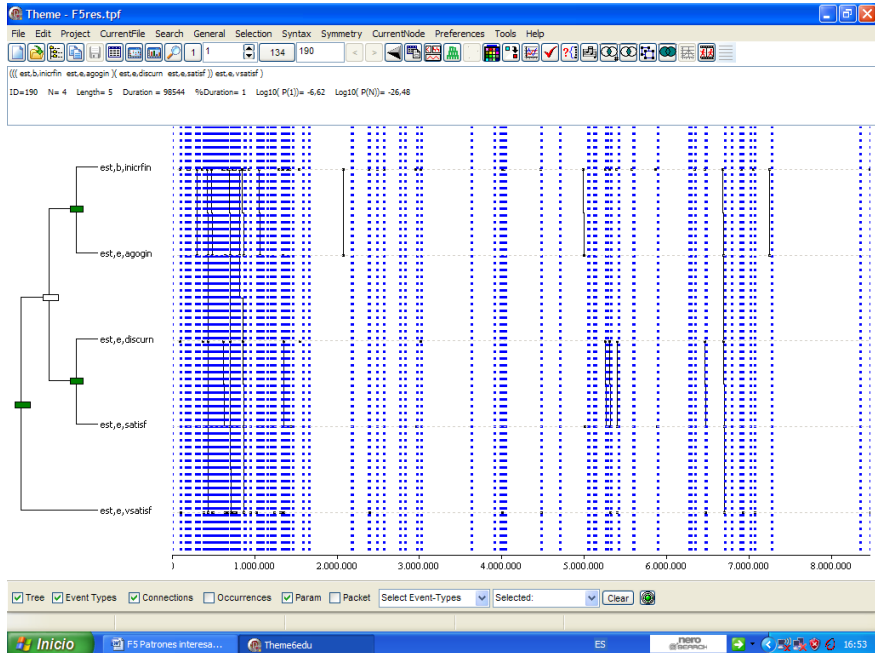 Theme - F5res.tpf
File Edit Project CurrentFile Search General Selection Syntax Symmetry CurrentNode Preferences Tools Help
1 1 134 190
((( est,b,inicrfin est,e,agogin )( est,e,discurn est,e,satisf )) est,e,vsatisf )
ID=190 N= 4 Length= 5 Duration = 98544 %Duration= 1 Log10( P(1))= -6,62 Log10( P(N))= -26,48
est,b,inicrfin
est,e,agogin
est,e,discurn
est,e,satisf
est,e,vsatisf
) 1.000.000 2.000.000 3.000.000 4.000.000 5.000.000 6.000.000 7.000.000 8.000.000
Tree Event Types Connections Occurrences Param Packet Select Event-Types Selected: Clear
Inicio F5 Patrones interesa... Theme6edu ES nero SEARCH 16:53